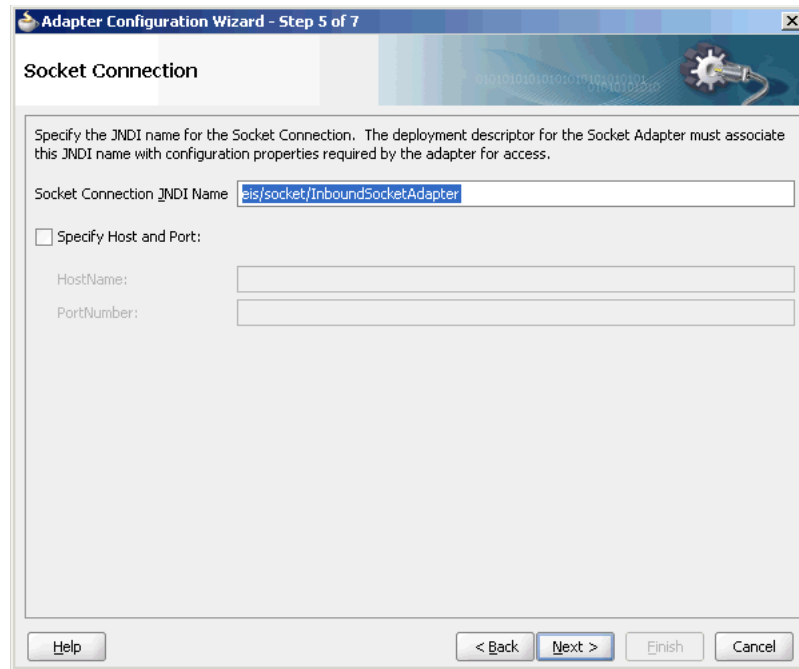 Adapter Configuration Wizard - Step 5 of 7
Socket Connection
Specify the JNDI name for the Socket Connection. The deployment descriptor for the Socket Adapter must associate
this JNDI name with configuration properties required by the adapter for access.
Socket Connection JNDI Name eis/socket/InboundSocketAdapter
Specify Host and Port:
HostName:
PortNumber:
Help < Back Next > Finish Cancel